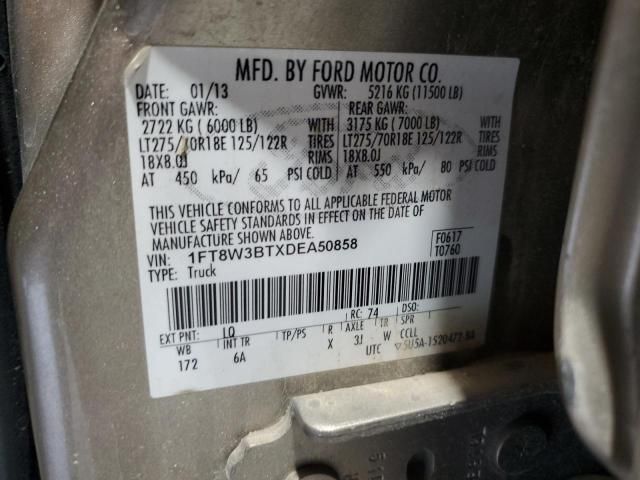 MFD. BY FORD MOTOR CO.
DATE: 01/13 GVWR: 5216 KG (11500 LB)
FRONT GAWR: REAR GAWR:
2722 KG (6000 LB) WITH 3175 KG (7000 LB) WITH
LT275/70R18E 125/122R TIRES LT275/70R18E 125/122R TIRES
18X8.0J RIMS 18X8.0J RIMS
AT 450 kPa/ 65 PSI COLD AT 550 kPa/ 80 PSI COLD
THIS VEHICLE CONFORMS TO ALL APPLICABLE FEDERAL MOTOR
VEHICLE SAFETY STANDARDS IN EFFECT ON THE DATE OF
MANUFACTURE SHOWN ABOVE.
VIN: 1FT8W3BTXDEA50858 F0617
TYPE: Truck T0760
EXT PNT: LQ RC: 74 DSO:
WB INT TR TP/PS R AXLE TR SPR
172 6A X 3J W CCLL
UTC ▽5U5A-1520472-BA